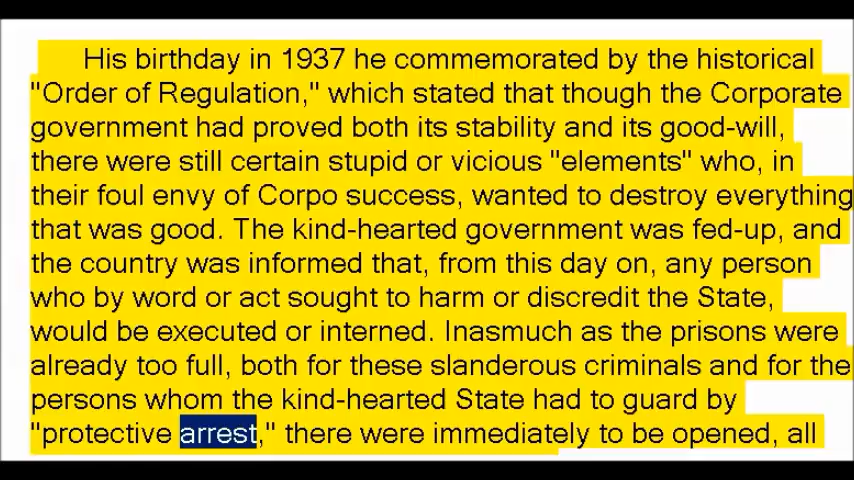 His birthday in 1937 he commemorated by the historical
"Order of Regulation," which stated that though the Corporate
government had proved both its stability and its good-will,
there were still certain stupid or vicious "elements" who, in
their foul envy of Corpo success, wanted to destroy everything
that was good. The kind-hearted government was fed-up, and
the country was informed that, from this day on, any person
who by word or act sought to harm or discredit the State,
would be executed or interned. Inasmuch as the prisons were
already too full, both for these slanderous criminals and for the
persons whom the kind-hearted State had to guard by
"protective arrest," there were immediately to be opened, all